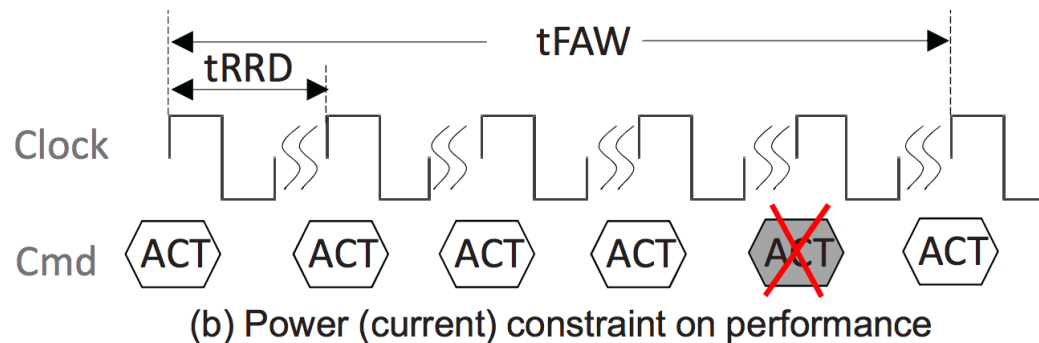 tFAW
tRRD
Clock
Cmd ACT ACT ACT ACT ACT ACT
(b) Power (current) constraint on performance